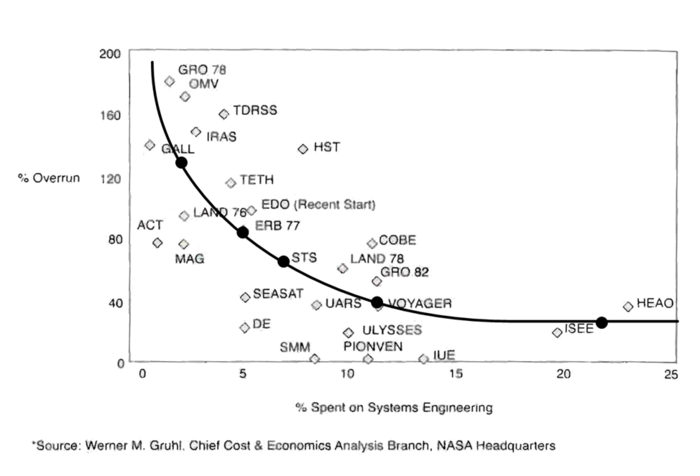 200
GRO 78
OMV
160
TDRSS
IRAS
HST
GALL
% Overrun
120
TETH
LAND 76
EDO (Recent Start)
ACT
ERB 77
80
COBE
MAG
STS
LAND 78
GRO 82
SEASAT
40
UARS
VOYAGER
HEAO
DE
ULYSSES
ISEE
SMM
PIONVEN
IUE
0
0 5 10 15 20 25
% Spent on Systems Engineering
*Source: Werner M. Gruhl, Chief Cost & Economics Analysis Branch, NASA Headquarters